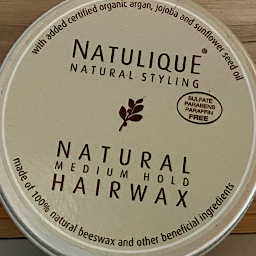 with added certified organic argan, jojoba and sunflower seed oil
NATULIQUE®
NATURAL STYLING
SULFATE
PARABENS
PARAFFIN
FREE
NATURAL
MEDIUM HOLD
HAIRWAX
made of 100% natural beeswax and other beneficial ingredients